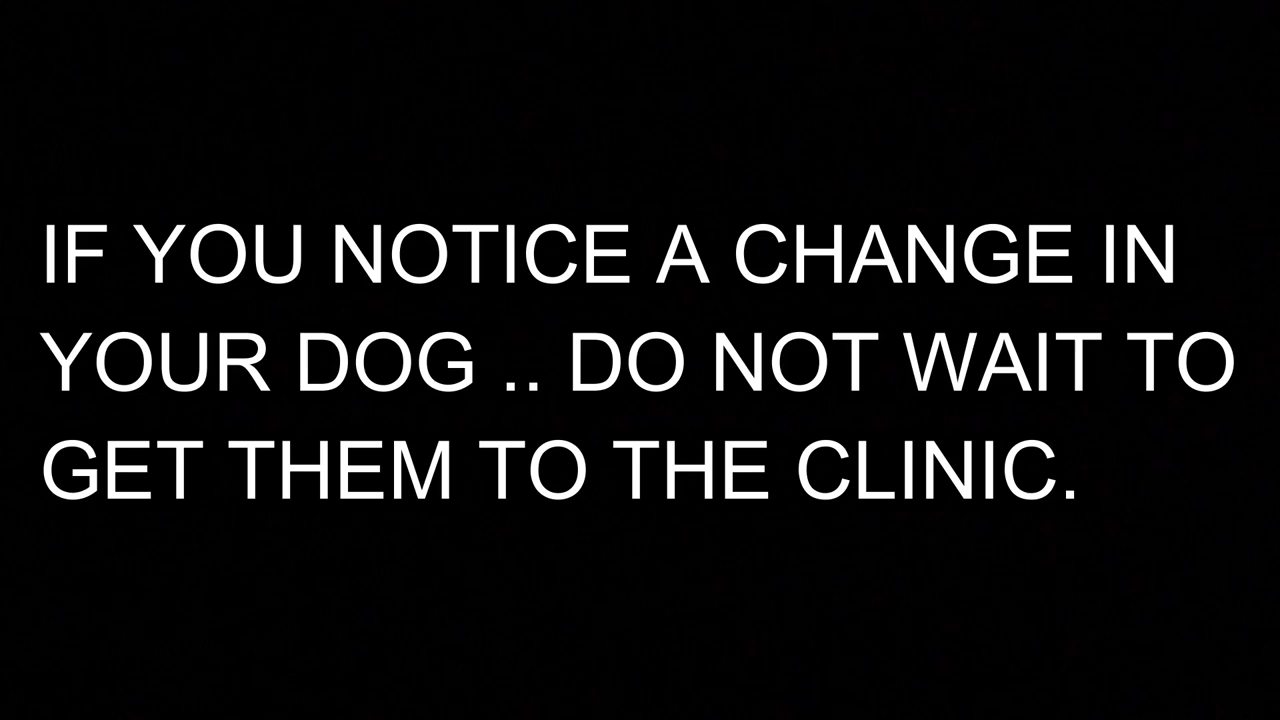 IF YOU NOTICE A CHANGE IN
YOUR DOG .. DO NOT WAIT TO
GET THEM TO THE CLINIC.